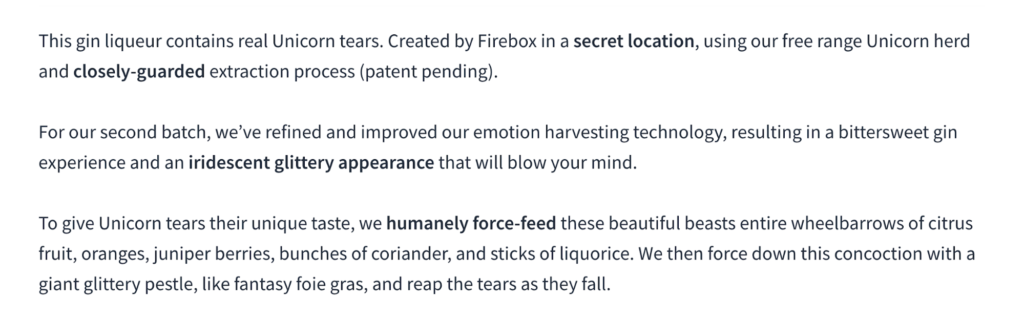 This gin liqueur contains real Unicorn tears. Created by Firebox in a secret location, using our free range Unicorn herd
and closely-guarded extraction process (patent pending).
For our second batch, we’ve refined and improved our emotion harvesting technology, resulting in a bittersweet gin
experience and an iridescent glittery appearance that will blow your mind.
To give Unicorn tears their unique taste, we humanely force-feed these beautiful beasts entire wheelbarrows of citrus
fruit, oranges, juniper berries, bunches of coriander, and sticks of liquorice. We then force down this concoction with a
giant glittery pestle, like fantasy foie gras, and reap the tears as they fall.